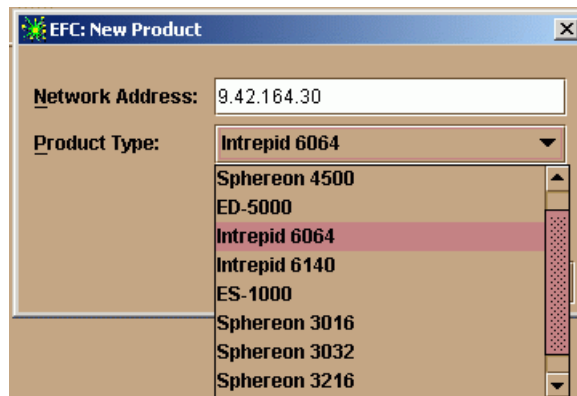 EFC: New Product
Network Address: 9.42.164.30
Product Type: Intrepid 6064
Sphereon 4500
ED-5000
Intrepid 6064
Intrepid 6140
ES-1000
Sphereon 3016
Sphereon 3032
Sphereon 3216